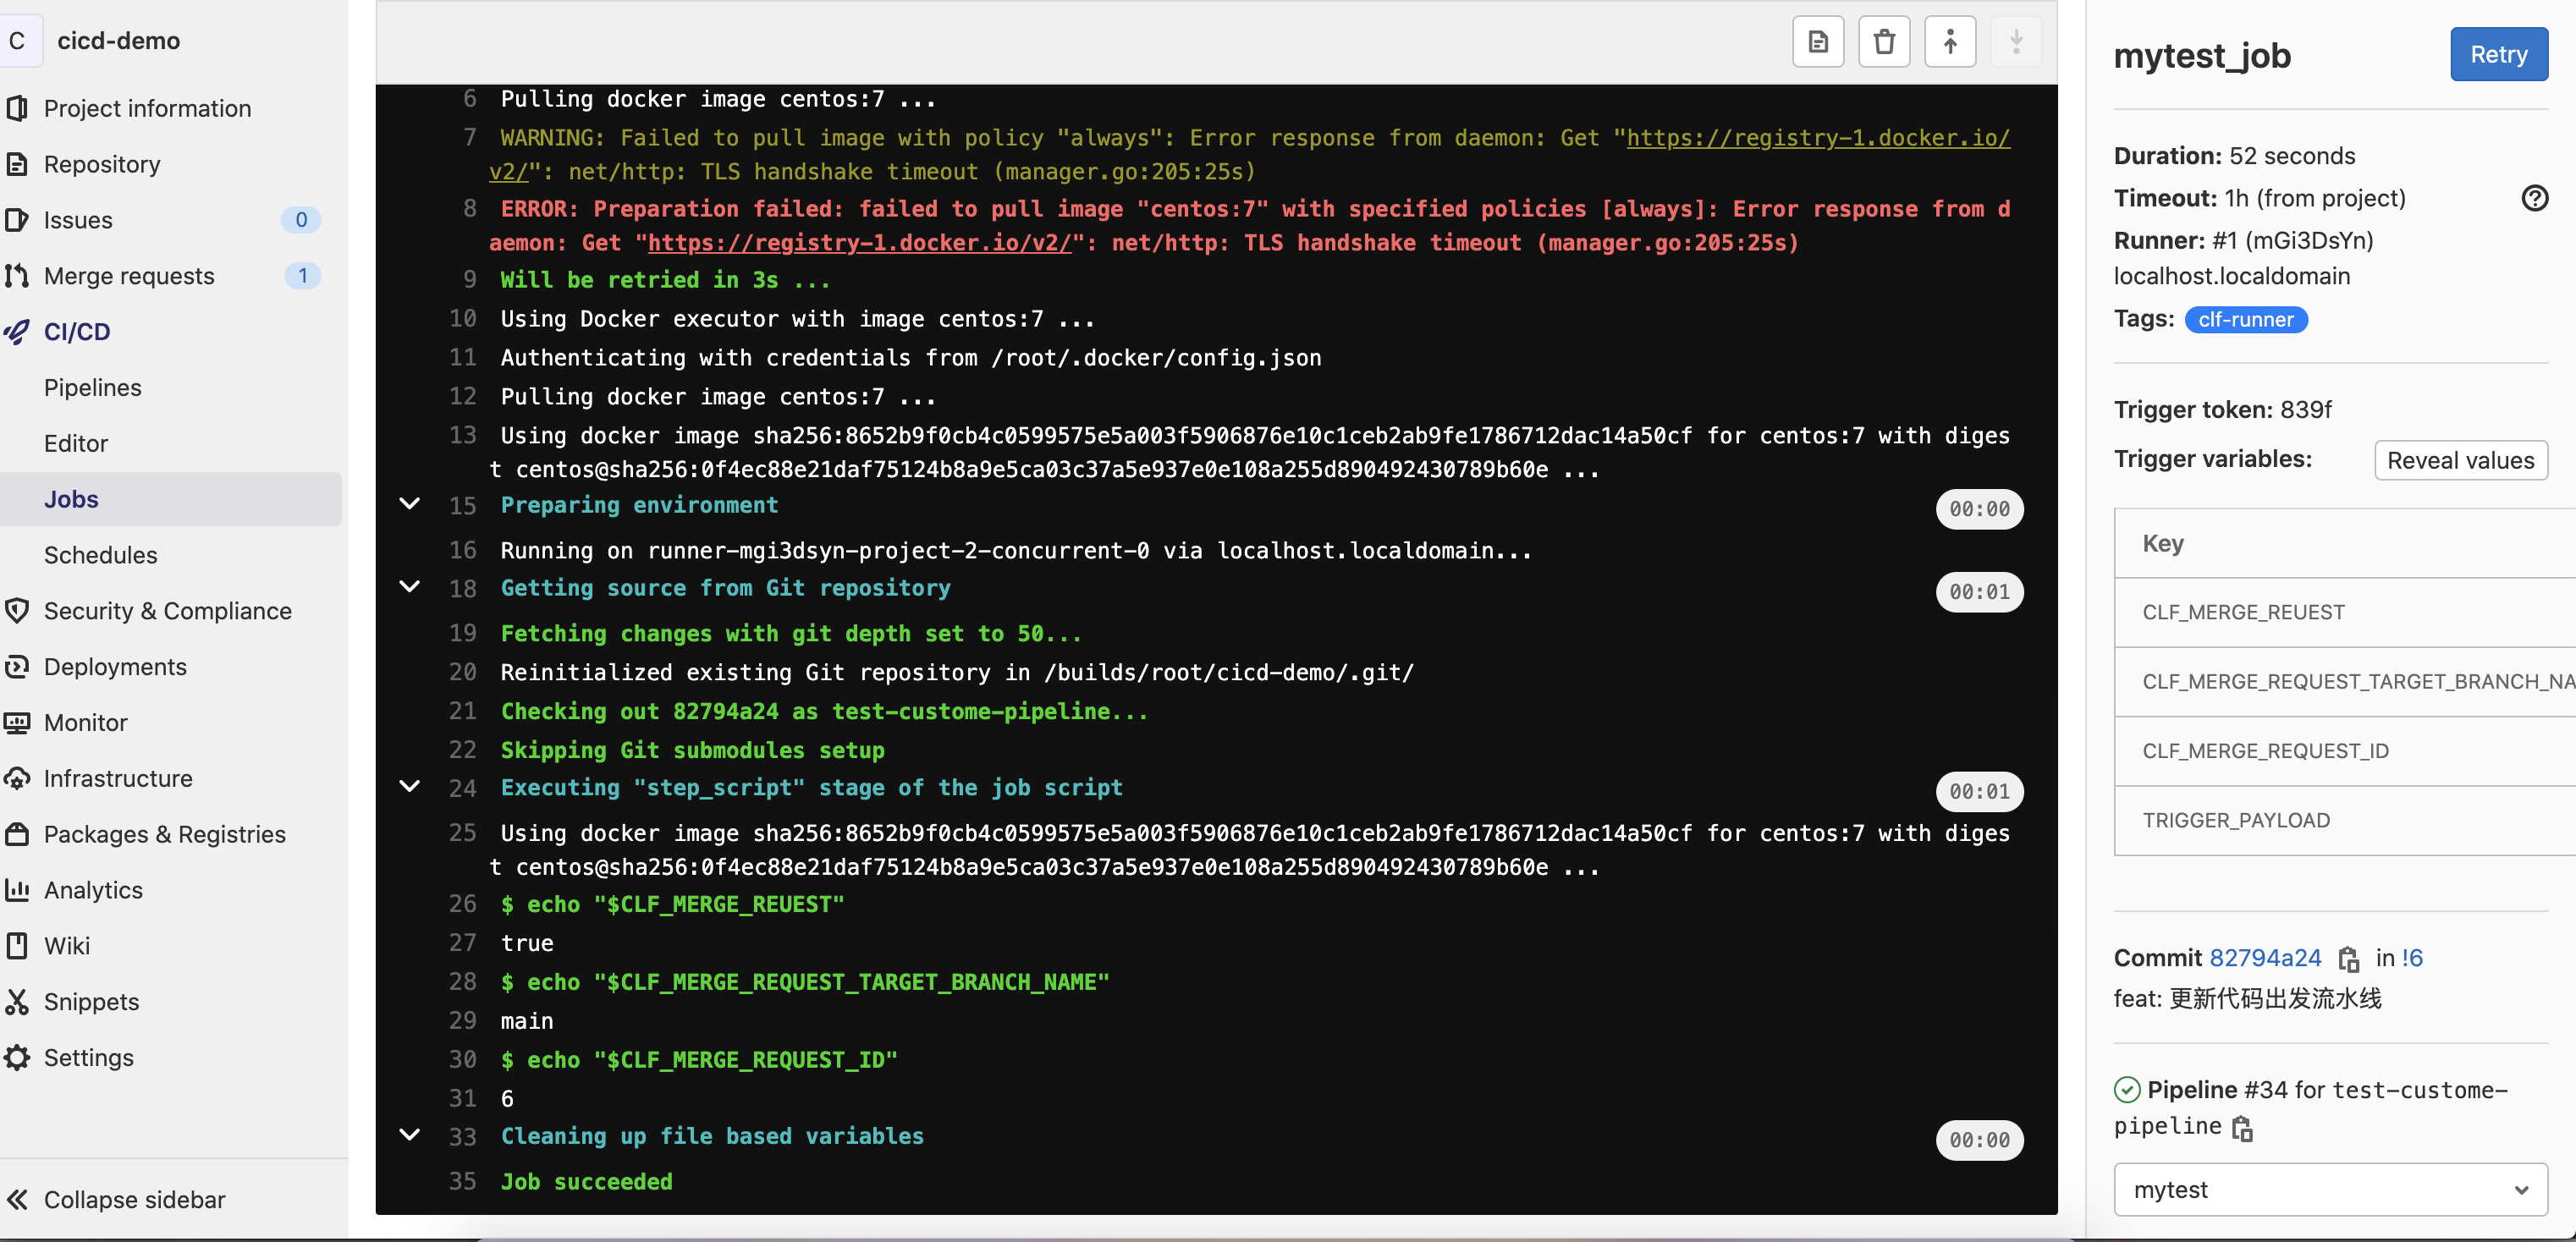 C cicd-demo
Project information
Repository
Issues 0
Merge requests 1
CI/CD
Pipelines
Editor
Jobs
Schedules
Security & Compliance
Deployments
Monitor
Infrastructure
Packages & Registries
Analytics
Wiki
Snippets
Settings
Collapse sidebar
6 Pulling docker image centos:7 ...
7 WARNING: Failed to pull image with policy "always": Error response from daemon: Get "https://registry-1.docker.io/
v2/": net/http: TLS handshake timeout (manager.go:205:25s)
8 ERROR: Preparation failed: failed to pull image "centos:7" with specified policies [always]: Error response from d
aemon: Get "https://registry-1.docker.io/v2/": net/http: TLS handshake timeout (manager.go:205:25s)
9 Will be retried in 3s ...
10 Using Docker executor with image centos:7 ...
11 Authenticating with credentials from /root/.docker/config.json
12 Pulling docker image centos:7 ...
13 Using docker image sha256:8652b9f0cb4c0599575e5a003f5906876e10c1ceb2ab9fe1786712dac14a50cf for centos:7 with diges
t centos@sha256:0f4ec88e21daf75124b8a9e5ca03c37a5e937e0e108a255d890492430789b60e ...
15 Preparing environment 00:00
16 Running on runner-mgi3dsyn-project-2-concurrent-0 via localhost.localdomain...
18 Getting source from Git repository 00:01
19 Fetching changes with git depth set to 50...
20 Reinitialized existing Git repository in /builds/root/cicd-demo/.git/
21 Checking out 82794a24 as test-custome-pipeline...
22 Skipping Git submodules setup
24 Executing "step_script" stage of the job script 00:01
25 Using docker image sha256:8652b9f0cb4c0599575e5a003f5906876e10c1ceb2ab9fe1786712dac14a50cf for centos:7 with diges
t centos@sha256:0f4ec88e21daf75124b8a9e5ca03c37a5e937e0e108a255d890492430789b60e ...
26 $ echo "$CLF_MERGE_REUEST"
27 true
28 $ echo "$CLF_MERGE_REQUEST_TARGET_BRANCH_NAME"
29 main
30 $ echo "$CLF_MERGE_REQUEST_ID"
31 6
33 Cleaning up file based variables 00:00
35 Job succeeded
mytest_job Retry
Duration: 52 seconds
Timeout: 1h (from project)
Runner: #1 (mGi3DsYn)
localhost.localdomain
Tags: clf-runner
Trigger token: 839f
Trigger variables: Reveal values
Key
CLF_MERGE_REUEST
CLF_MERGE_REQUEST_TARGET_BRANCH_NA
CLF_MERGE_REQUEST_ID
TRIGGER_PAYLOAD
Commit 82794a24 in !6
feat: 更新代码出发流水线
Pipeline #34 for test-custome-
pipeline
mytest